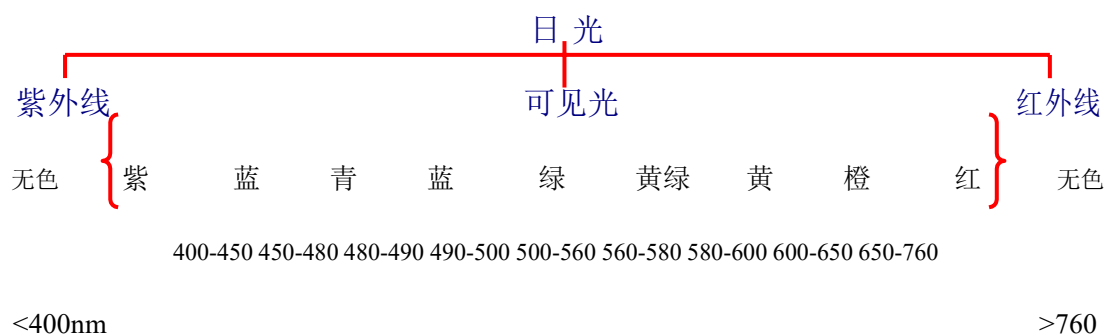 日 光
紫外线 可见光 红外线
无色 紫 蓝 青 蓝 绿 黄绿 黄 橙 红 无色
400-450 450-480 480-490 490-500 500-560 560-580 580-600 600-650 650-760
<400nm >760